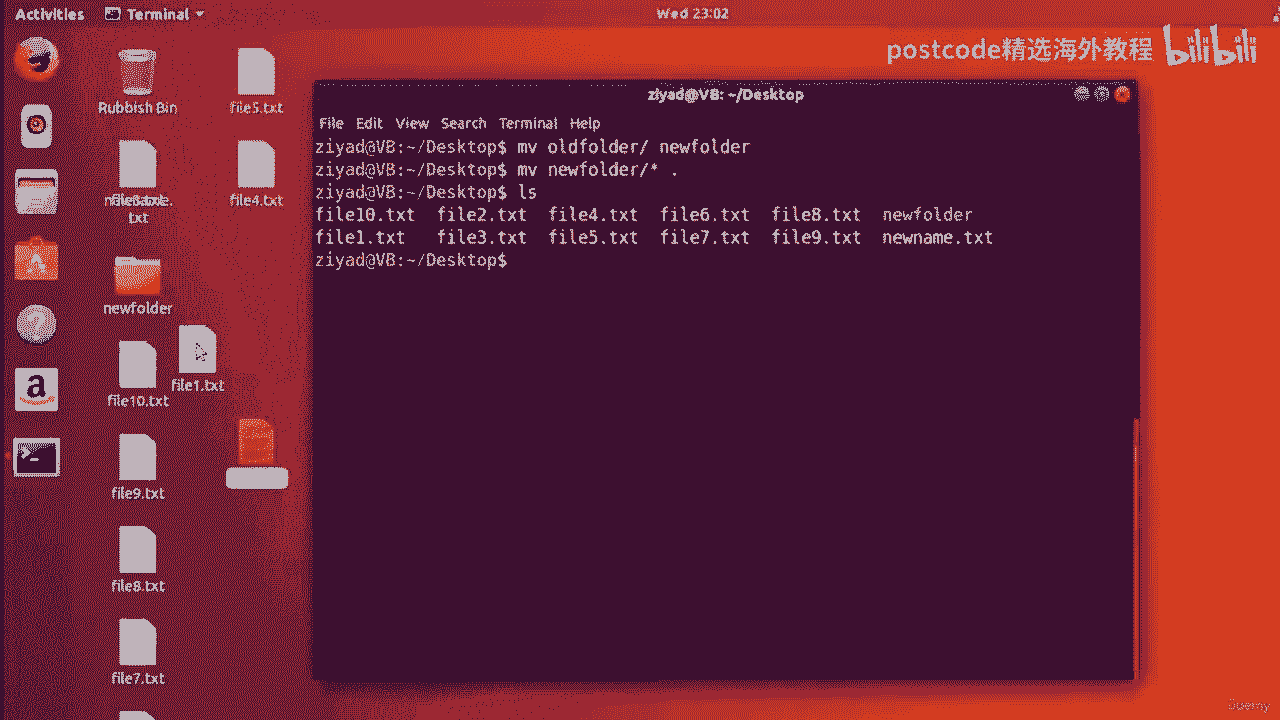 Activities Terminal Wed 23:02
postcode精选海外教程 bilibili
Rubbish Bin
file5.txt
txt
file4.txt
newfolder
file1.txt
file10.txt
file9.txt
file8.txt
file7.txt
ziyad@VB: ~/Desktop
File Edit View Search Terminal Help
ziyad@VB:~/Desktop$ mv oldfolder/ newfolder
ziyad@VB:~/Desktop$ mv newfolder/* .
ziyad@VB:~/Desktop$ ls
file10.txt file2.txt file4.txt file6.txt file8.txt newfolder
file1.txt file3.txt file5.txt file7.txt file9.txt newname.txt
ziyad@VB:~/Desktop$
Udemy